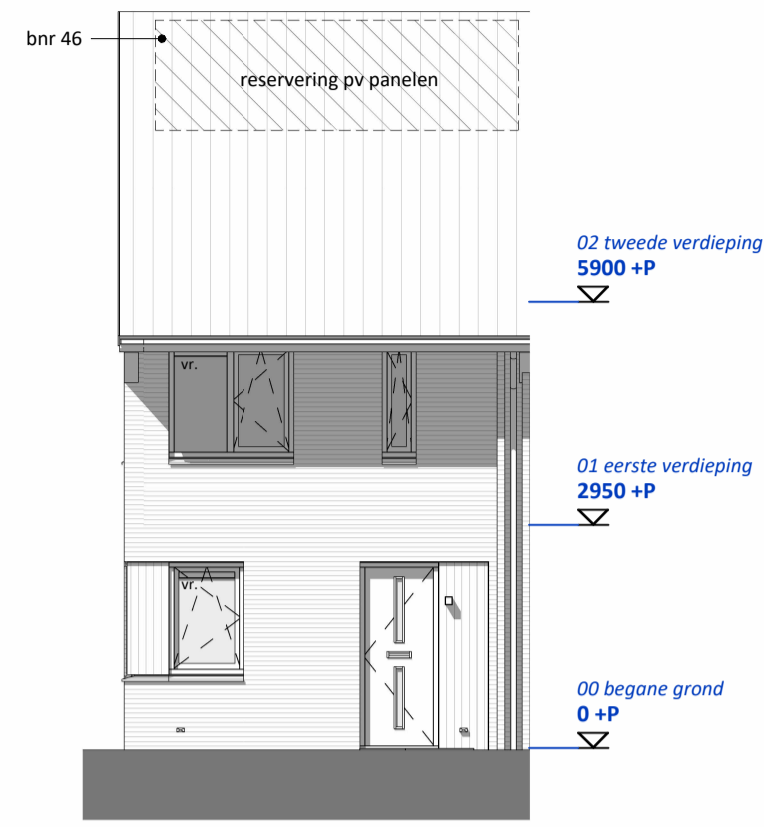 bnr 46
reservering pv panelen
02 tweede verdieping
5900 +P
vr.
01 eerste verdieping
2950 +P
vr.
00 begane grond
0 +P